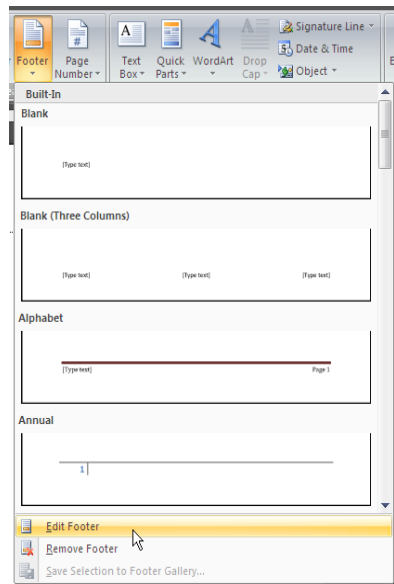 Signature Line
Date & Time
Object
Footer
Page Number
Text Box
Quick Parts
WordArt
Drop Cap
Built-In
Blank
[Type text]
Blank (Three Columns)
[Type text] [Type text] [Type text]
Alphabet
[Type text] Page 1
Annual
1
Edit Footer
Remove Footer
Save Selection to Footer Gallery...